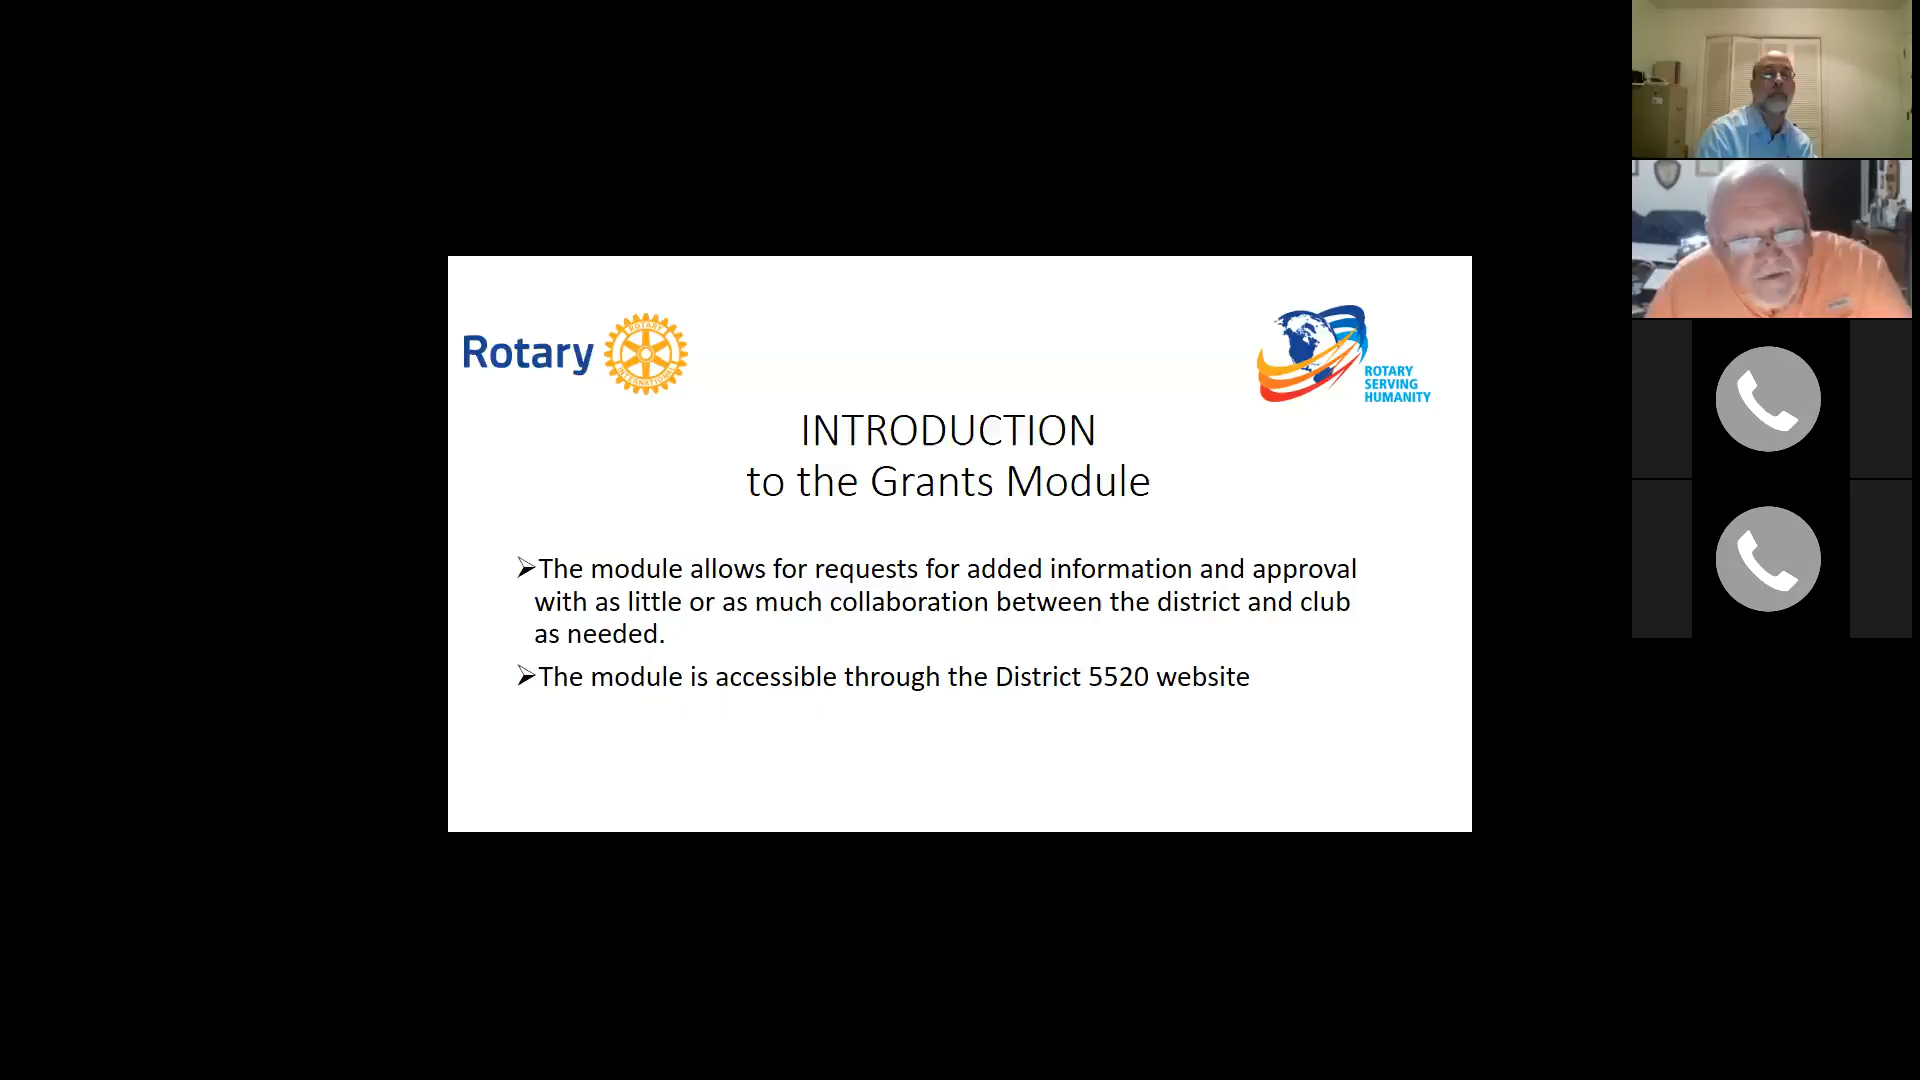 Rotary
ROTARY
INTERNATIONAL
ROTARY
SERVING
HUMANITY
INTRODUCTION
to the Grants Module
➢The module allows for requests for added information and approval
with as little or as much collaboration between the district and club
as needed.
➢The module is accessible through the District 5520 website